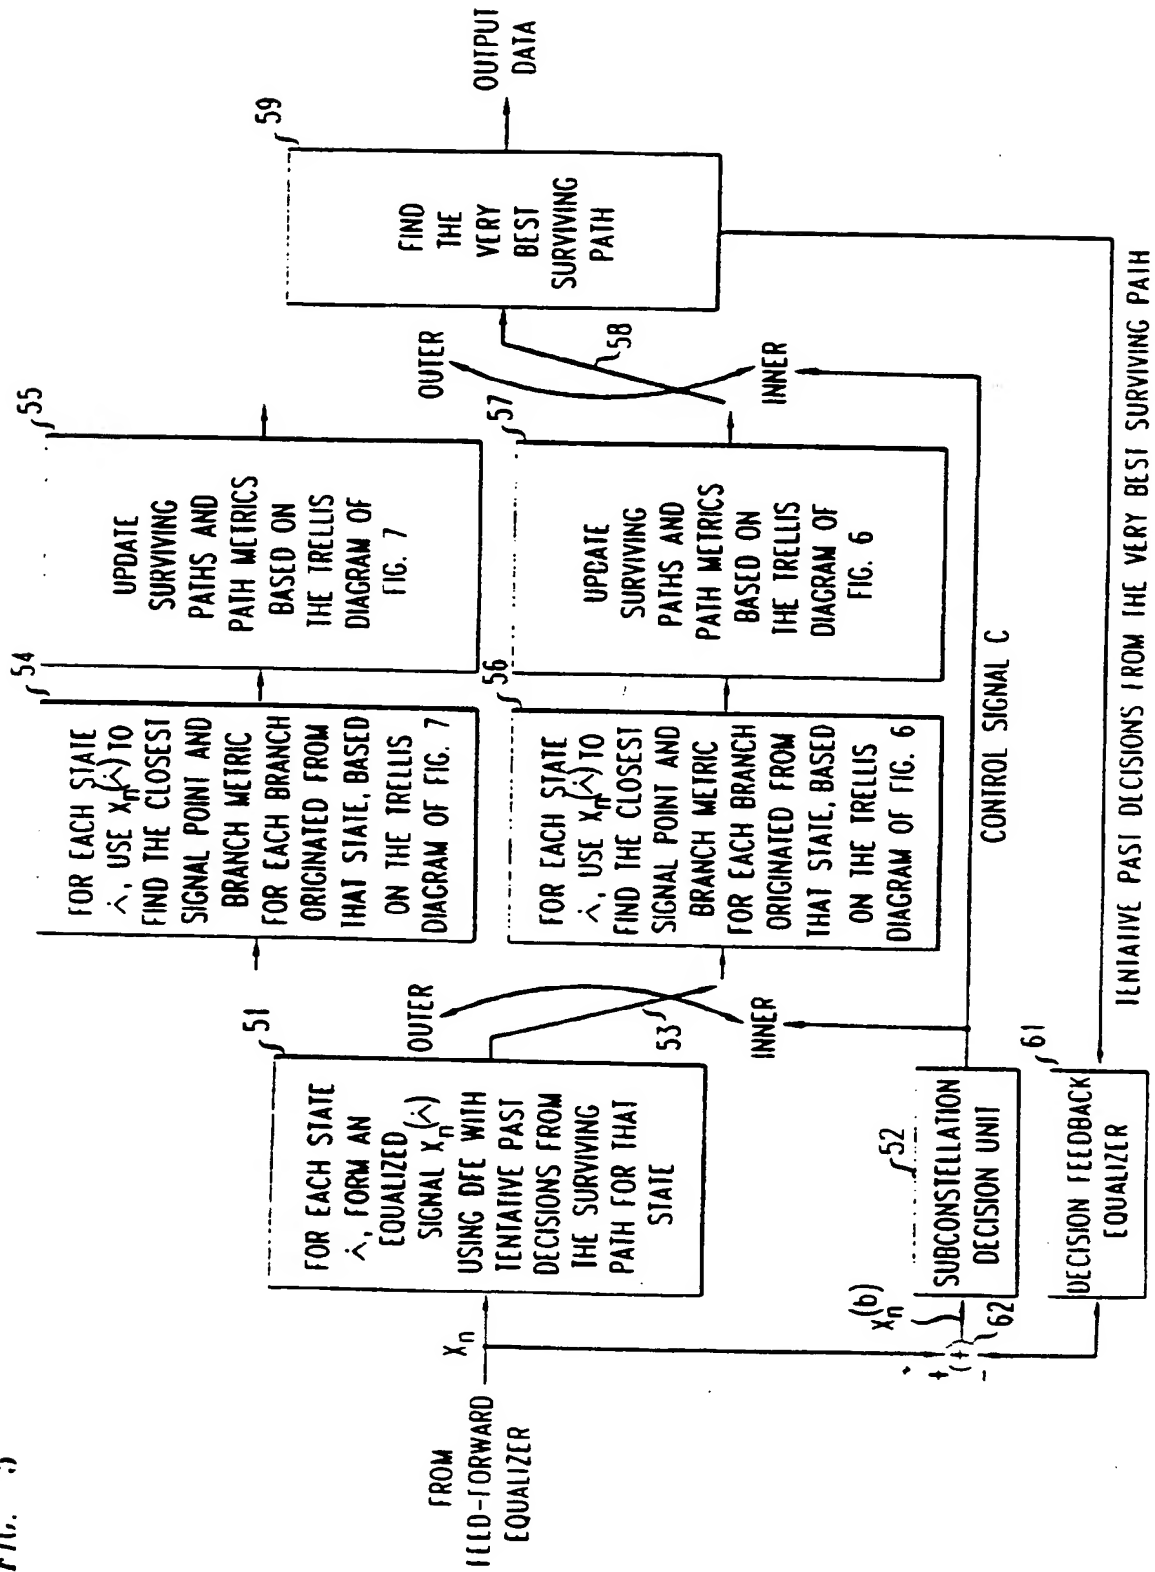 FROM
FEED-FORWARD
EQUALIZER
Xn
51
FOR EACH STATE
i, FORM AN
EQUALIZED
SIGNAL Xn(i)
USING DFE WITH
TENTATIVE PAST
DECISIONS FROM
THE SURVIVING
PATH FOR THAT
STATE
OUTER
53
INNER
54
FOR EACH STATE
i, USE Xn(i) TO
FIND THE CLOSEST
SIGNAL POINT AND
BRANCH METRIC
FOR EACH BRANCH
ORIGINATED FROM
THAT STATE, BASED
ON THE TRELLIS
DIAGRAM OF FIG. 7
55
UPDATE
SURVIVING
PATHS AND
PATH METRICS
BASED ON
THE TRELLIS
DIAGRAM OF
FIG. 7
56
FOR EACH STATE
i, USE Xn(i) TO
FIND THE CLOSEST
SIGNAL POINT AND
BRANCH METRIC
FOR EACH BRANCH
ORIGINATED FROM
THAT STATE, BASED
ON THE TRELLIS
DIAGRAM OF FIG. 6
57
UPDATE
SURVIVING
PATHS AND
PATH METRICS
BASED ON
THE TRELLIS
DIAGRAM OF
FIG. 6
OUTER
58
INNER
59
FIND
THE
VERY
BEST
SURVIVING
PATH
OUTPUT
DATA
+
(+)
-
62
Xn(b)
52
SUBCONSTELLATION
DECISION UNIT
CONTROL SIGNAL C
61
DECISION FEEDBACK
EQUALIZER
TENTATIVE PAST DECISIONS FROM THE VERY BEST SURVIVING PATH